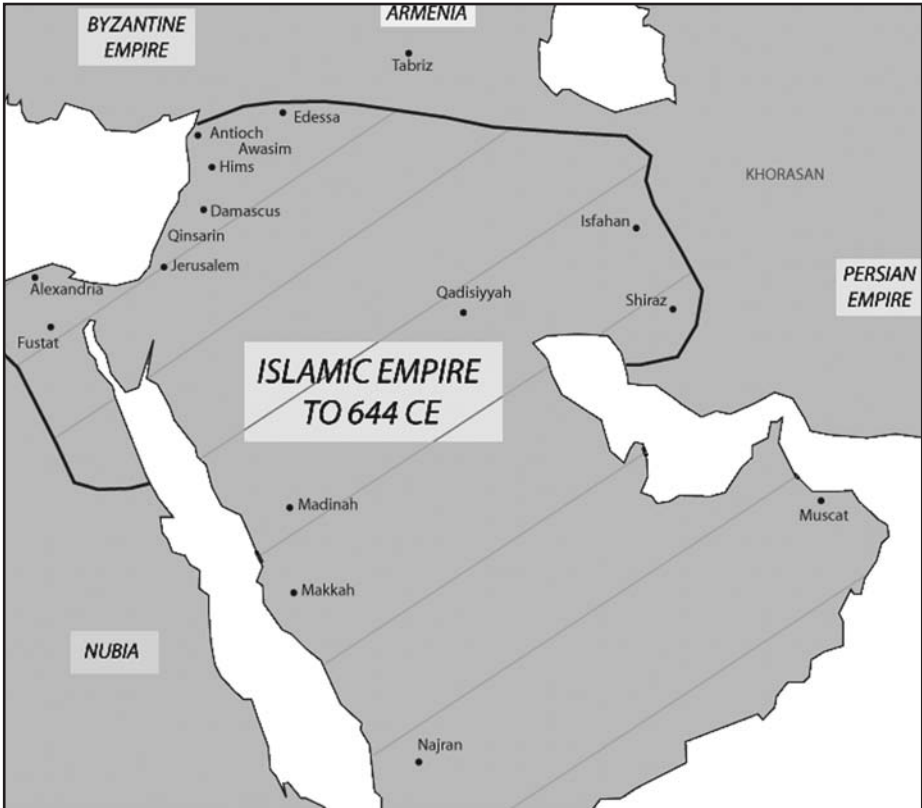 BYZANTINE
EMPIRE
ARMENIA
Tabriz
Edessa
Antioch
Awasim
Hims
KHORASAN
Damascus
Isfahan
Qinsarin
Jerusalem
Alexandria
PERSIAN
EMPIRE
Qadisiyyah
Shiraz
Fustat
ISLAMIC EMPIRE
TO 644 CE
Madinah
Muscat
Makkah
NUBIA
Najran